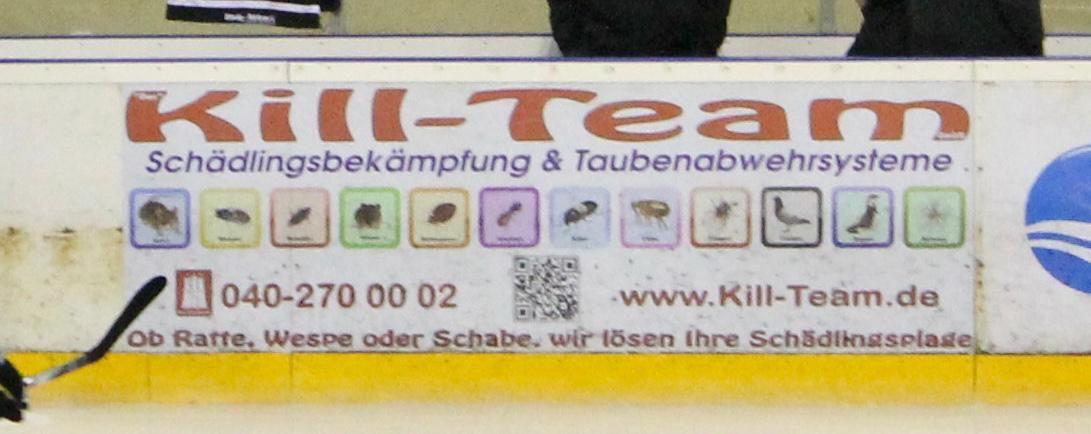 Kill-Team
Schädlingsbekämpfung & Taubenabwehrsysteme
040-270 00 02
www.Kill-Team.de
Ob Ratte, Wespe oder Schabe, wir lösen Ihre Schädlingsplage